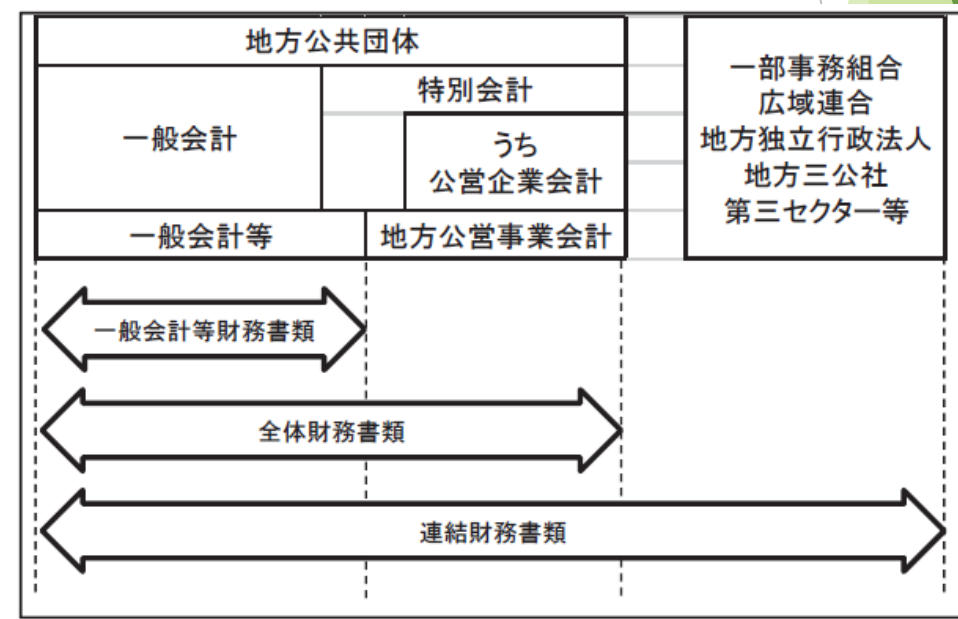 地方公共団体
一般会計
特別会計
うち
公営企業会計
一般会計等
地方公営事業会計
一部事務組合
広域連合
地方独立行政法人
地方三公社
第三セクター等
一般会計等財務書類
全体財務書類
連結財務書類